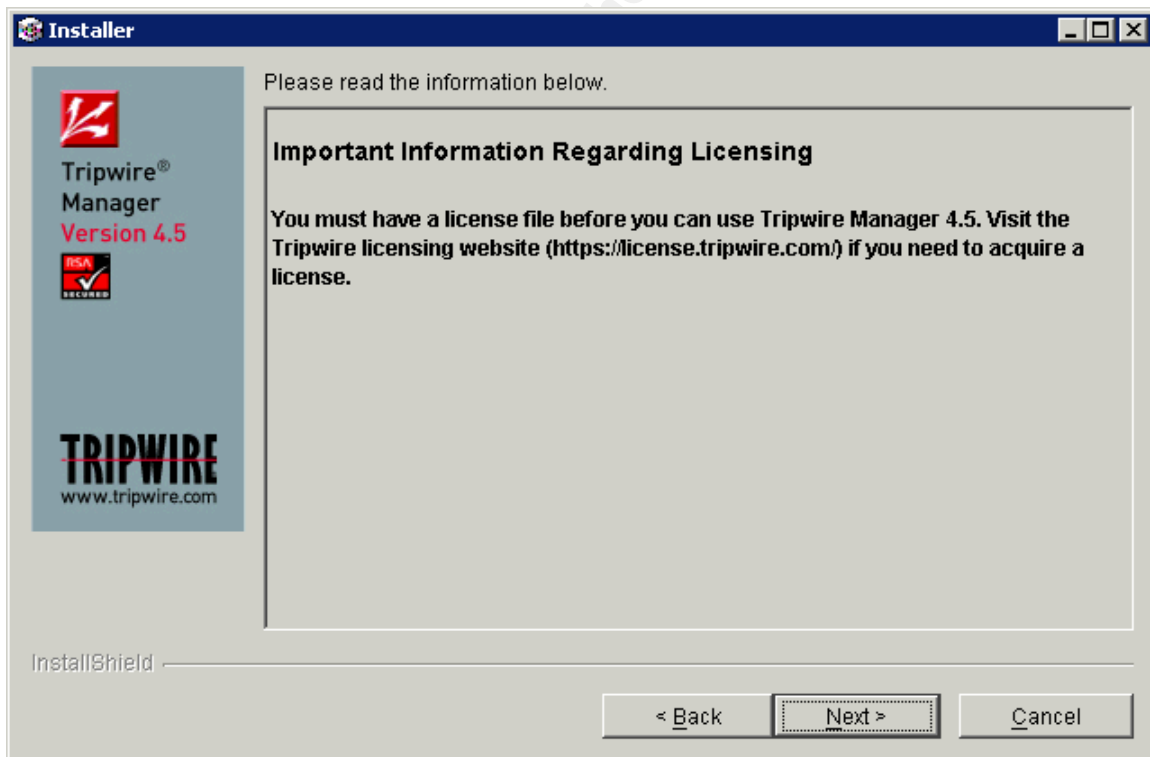 Installer
Please read the information below.
Important Information Regarding Licensing
You must have a license file before you can use Tripwire Manager 4.5. Visit the
Tripwire licensing website (https://license.tripwire.com/) if you need to acquire a
license.
Tripwire®
Manager
Version 4.5
RSA
SECURED
TRIPWIRE
www.tripwire.com
InstallShield
< Back
Next >
Cancel